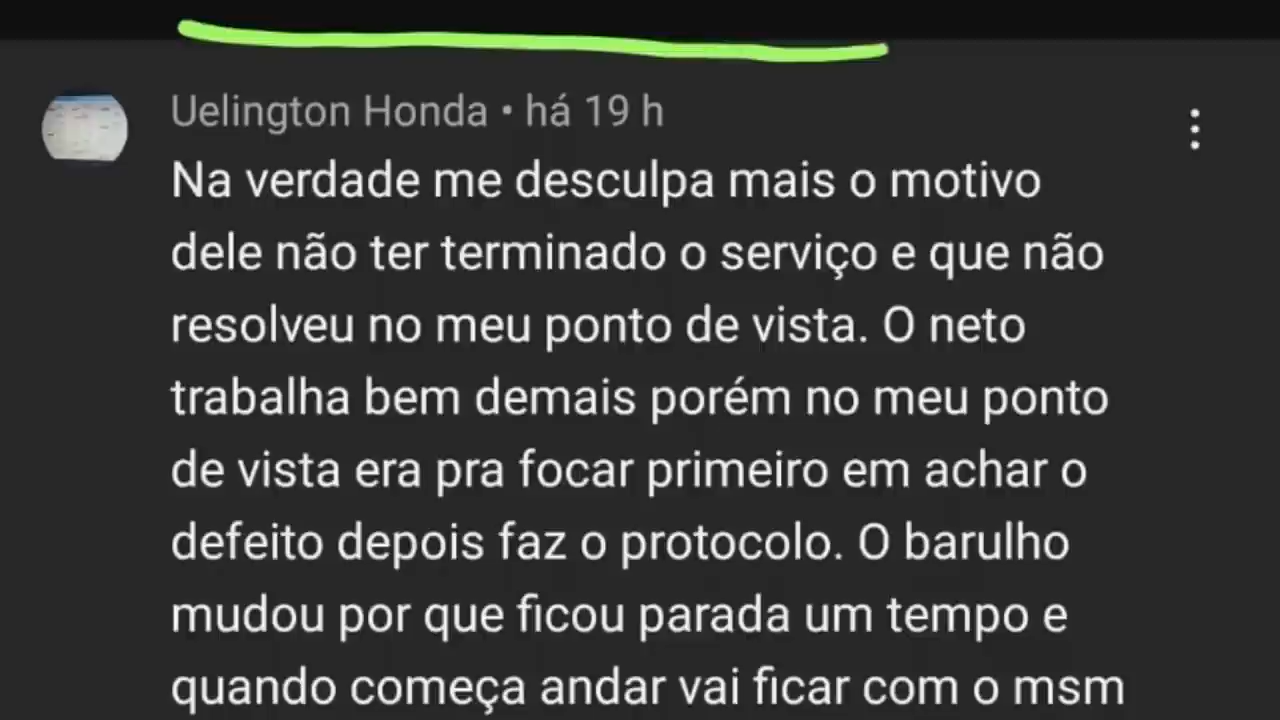 Uelington Honda • há 19 h
Na verdade me desculpa mais o motivo
dele não ter terminado o serviço e que não
resolveu no meu ponto de vista. O neto
trabalha bem demais porém no meu ponto
de vista era pra focar primeiro em achar o
defeito depois faz o protocolo. O barulho
mudou por que ficou parada um tempo e
quando começa andar vai ficar com o msm